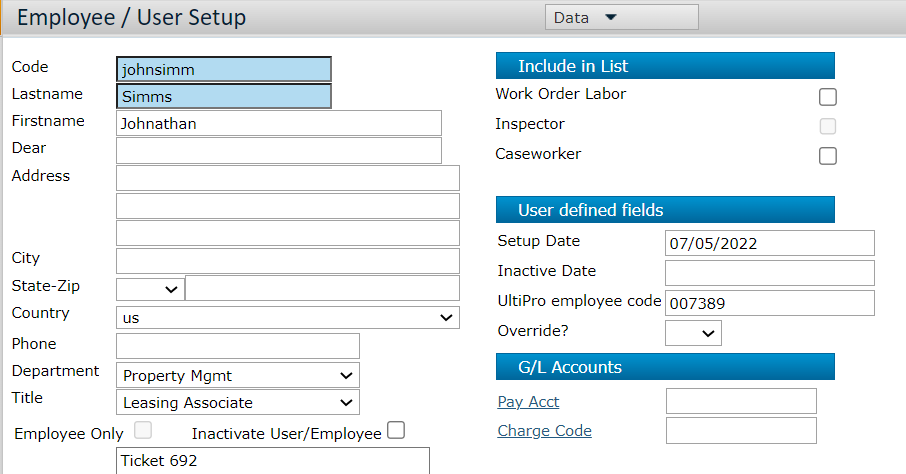 Employee / User Setup
Data
Code johnsimm
Lastname Simms
Firstname Johnathan
Dear
Address
City
State-Zip
Country us
Phone
Department Property Mgmt
Title Leasing Associate
Employee Only Inactivate User/Employee
Ticket 692
Include in List
Work Order Labor
Inspector
Caseworker
User defined fields
Setup Date 07/05/2022
Inactive Date
UltiPro employee code 007389
Override?
G/L Accounts
Pay Acct
Charge Code